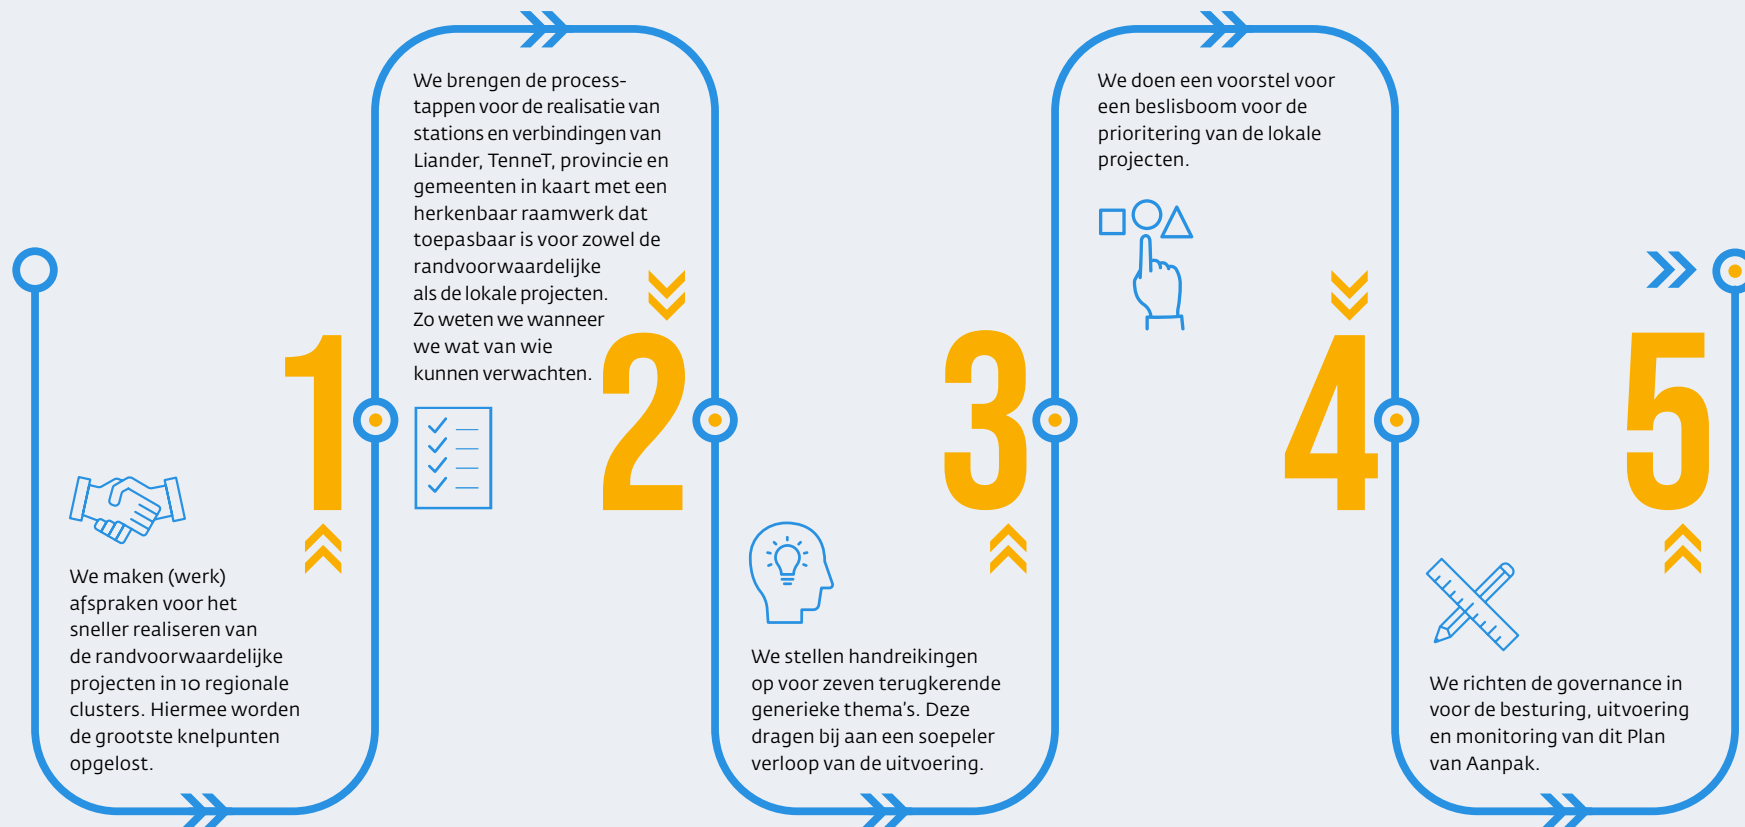 1
We maken (werk)
afspraken voor het
sneller realiseren van
de randvoorwaardelijke
projecten in 10 regionale
clusters. Hiermee worden
de grootste knelpunten
opgelost.
2
We brengen de process-
tappen voor de realisatie van
stations en verbindingen van
Liander, TenneT, provincie en
gemeenten in kaart met een
herkenbaar raamwerk dat
toepasbaar is voor zowel de
randvoorwaardelijke
als de lokale projecten.
Zo weten we wanneer
we wat van wie
kunnen verwachten.
3
We stellen handreikingen
op voor zeven terugkerende
generieke thema's. Deze
dragen bij aan een soepeler
verloop van de uitvoering.
4
We doen een voorstel voor
een beslisboom voor de
prioritering van de lokale
projecten.
5
We richten de governance in
voor de besturing, uitvoering
en monitoring van dit Plan
van Aanpak.